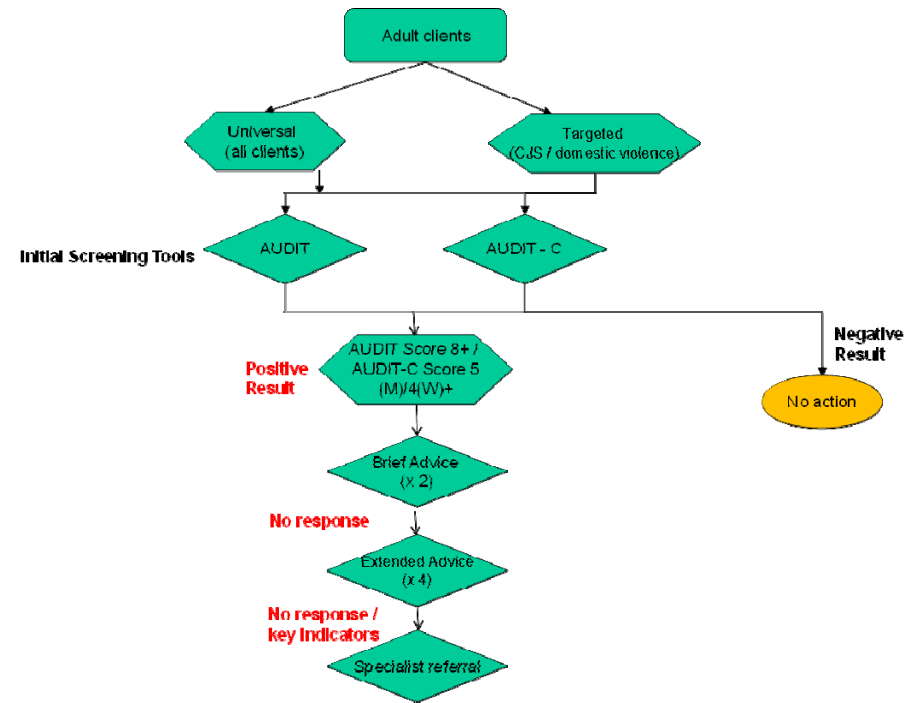 Adult clients
Universal
(all clients)
Targeted
(CJS / domestic violence)
Initial Screening Tools
AUDIT
AUDIT - C
Positive
Result
AUDIT Score 8+ /
AUDIT-C Score 5
(M)/4(W)+
Negative
Result
No action
Brief Advice
(x 2)
No response
Extended Advice
(x 4)
No response /
key indicators
Specialist referral